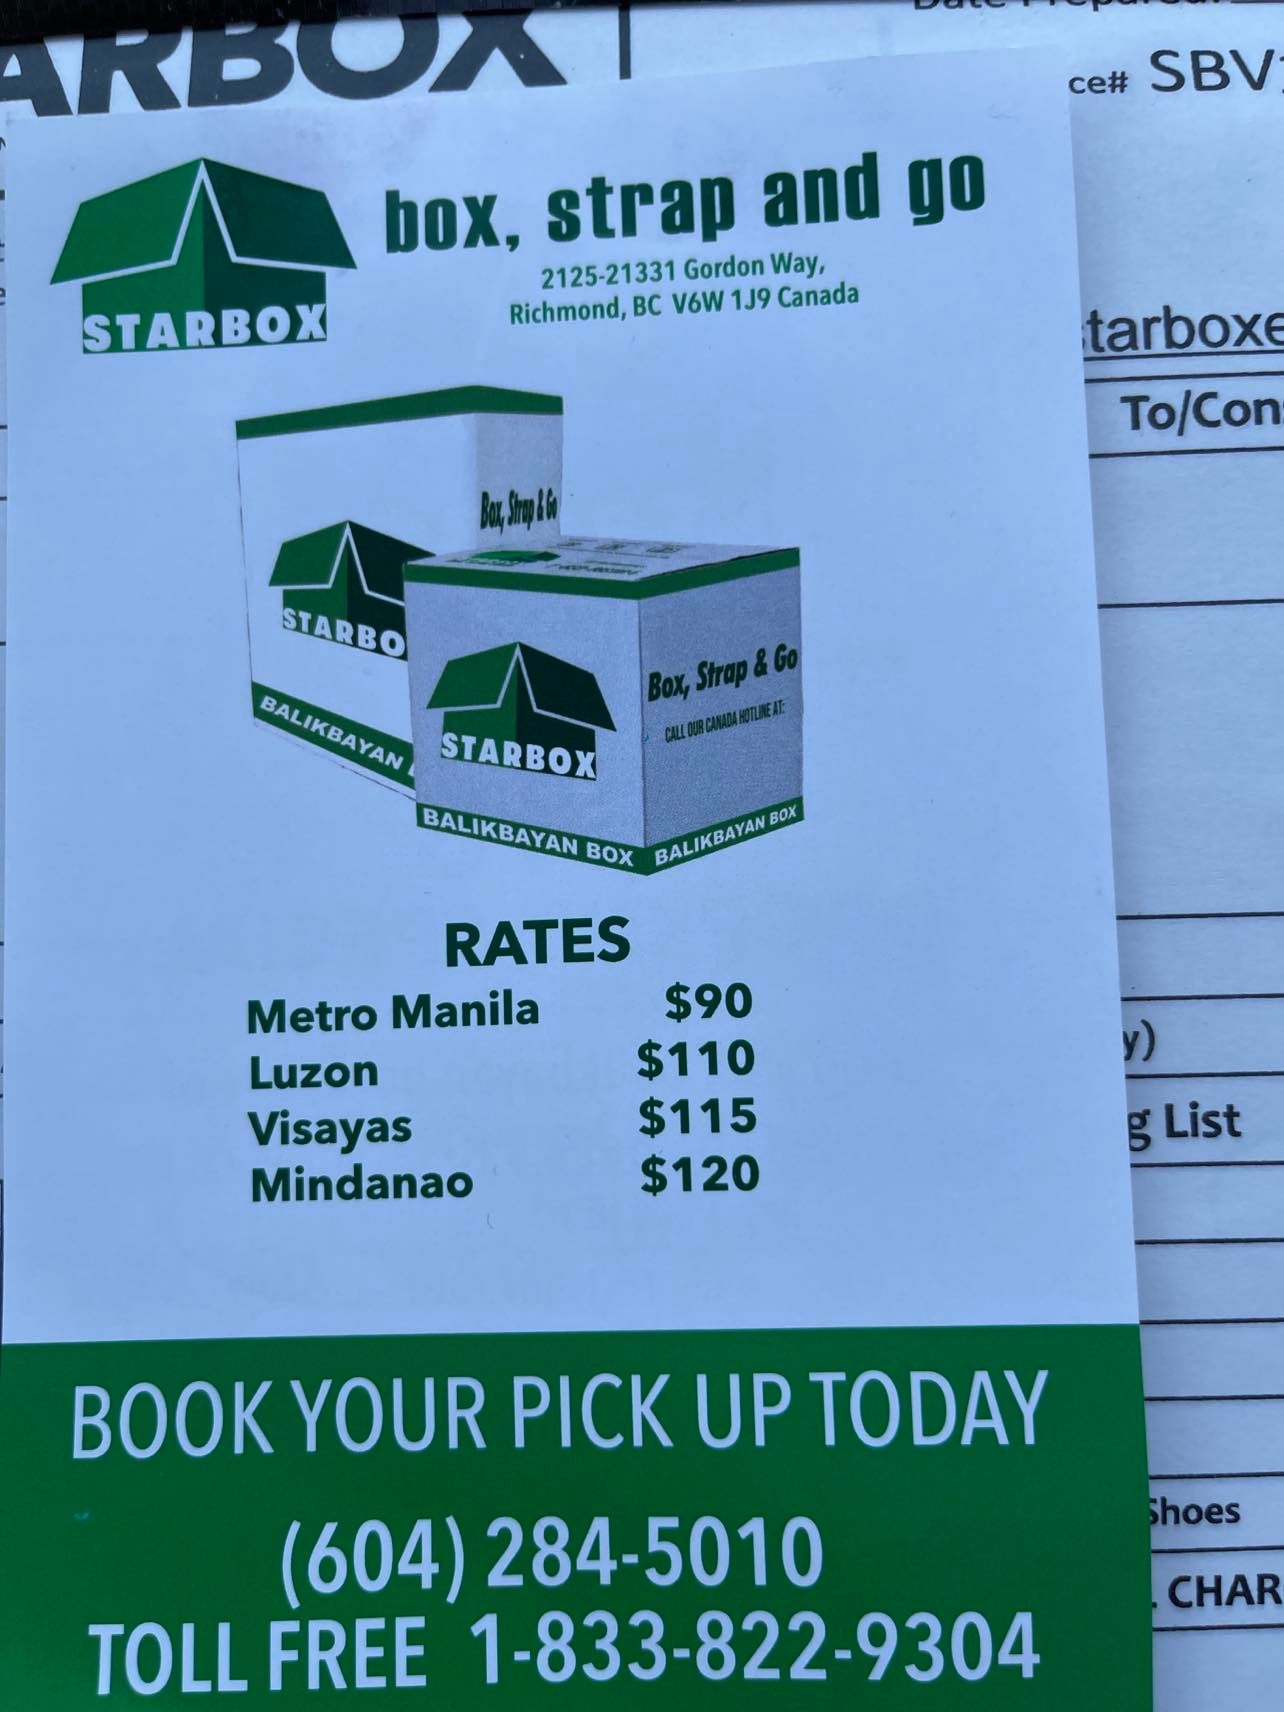 ARBOX
ce# SBV
STARBOX
box, strap and go
2125-21331 Gordon Way,
Richmond, BC V6W 1J9 Canada
tarboxe
To/Con
Box, Strap & Go
STARBO
BALIKBAYAN
STARBOX
Box, Strap & Go
CALL OUR CANADA HOTLINE AT:
BALIKBAYAN BOX
BALIKBAYAN BOX
RATES
Metro Manila $90
Luzon $110
Visayas $115
Mindanao $120
y)
g List
BOOK YOUR PICK UP TODAY
(604) 284-5010
TOLL FREE 1-833-822-9304
Shoes
. CHAR